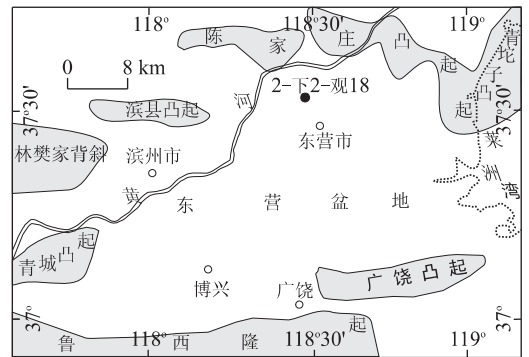 118° 118°30′ 119°
陈家庄凸起
青坨子凸起
0 8 km
2-下2-观18
37°30′ 37°30′
滨县凸起
河
东营市
林樊家背斜
滨州市
莱洲湾
黄
东营盆地
青城凸起
广饶凸起
博兴
广饶
37° 37°
鲁西隆起
118° 118°30′ 119°